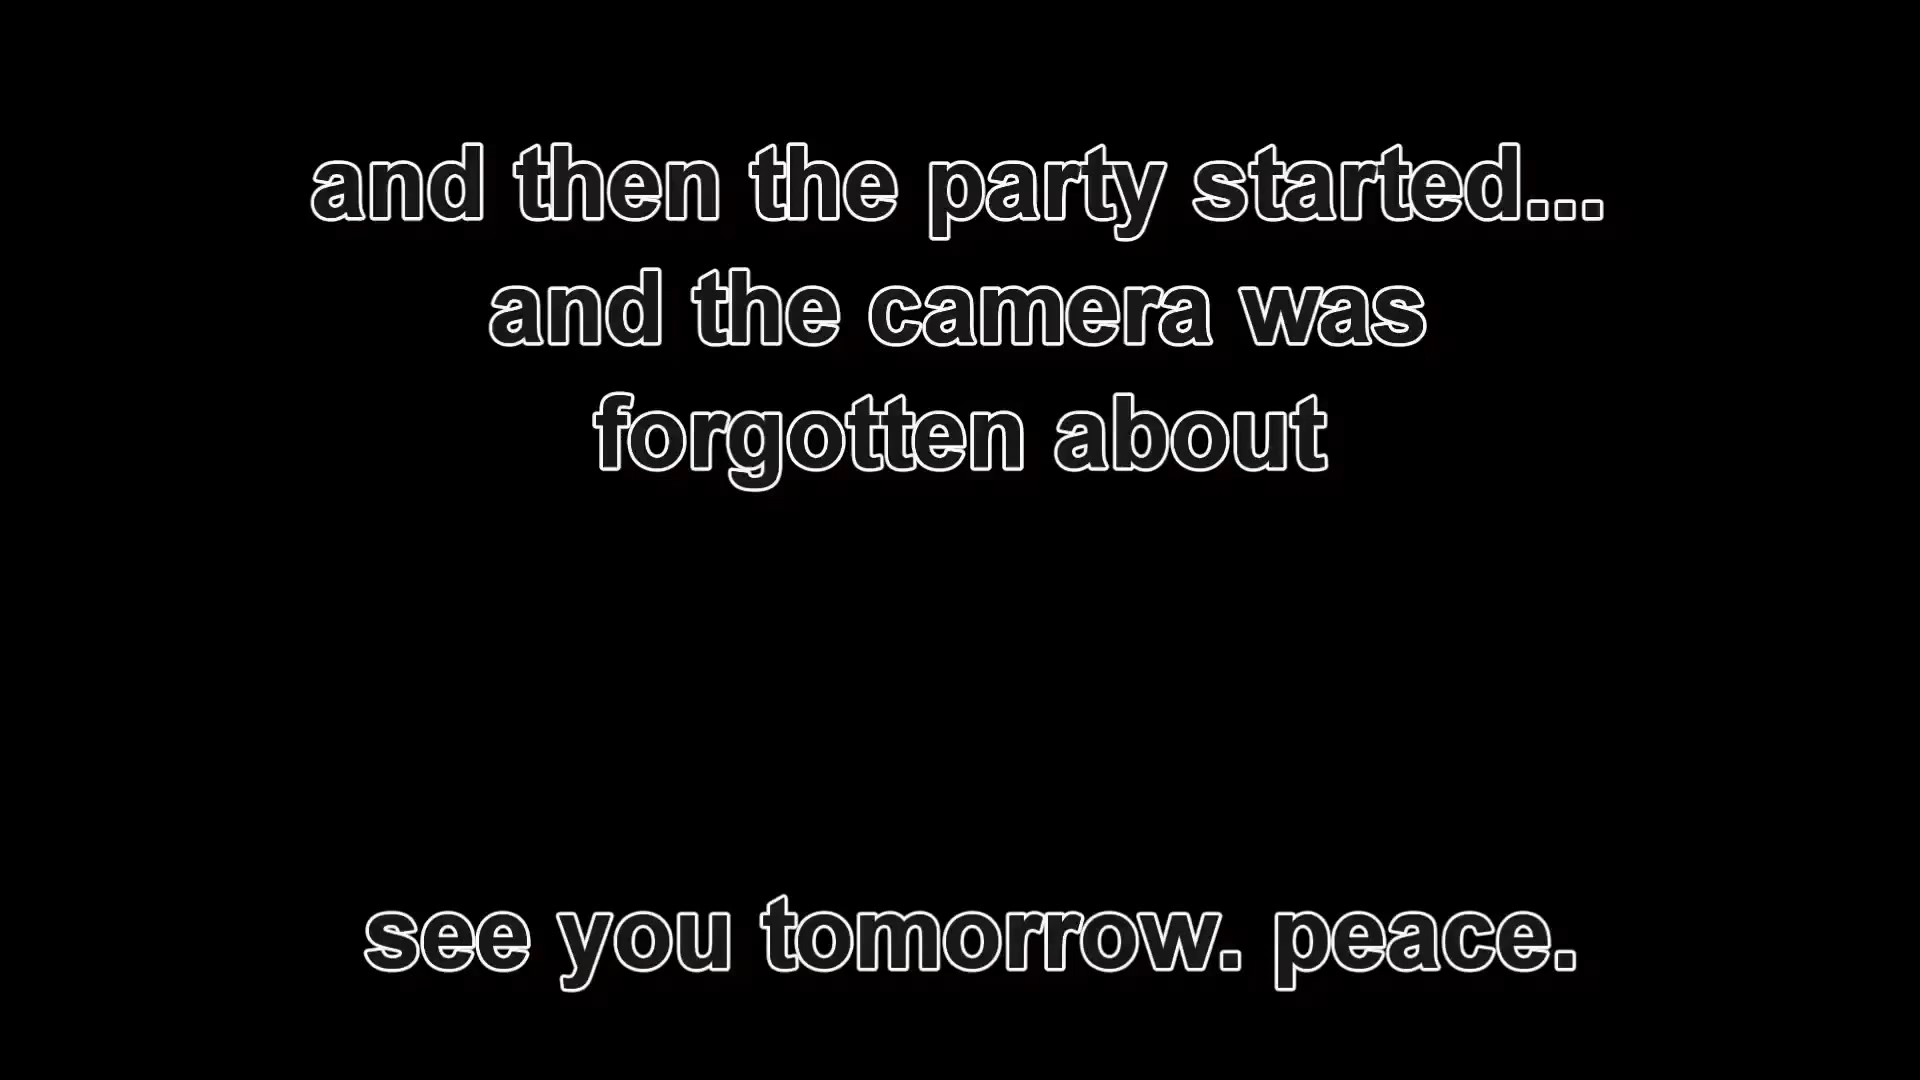 and then the party started...
and the camera was
forgotten about
see you tomorrow. peace.